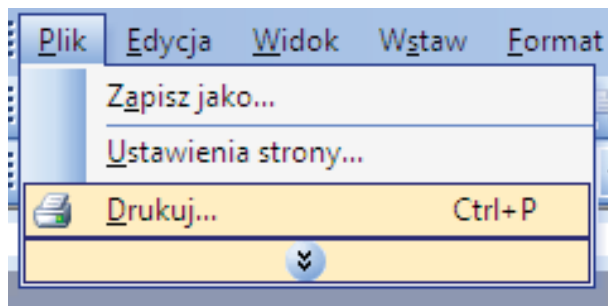 Plik Edycja Widok Wstaw Format
Zapisz jako...
Ustawienia strony...
Drukuj... Ctrl+P